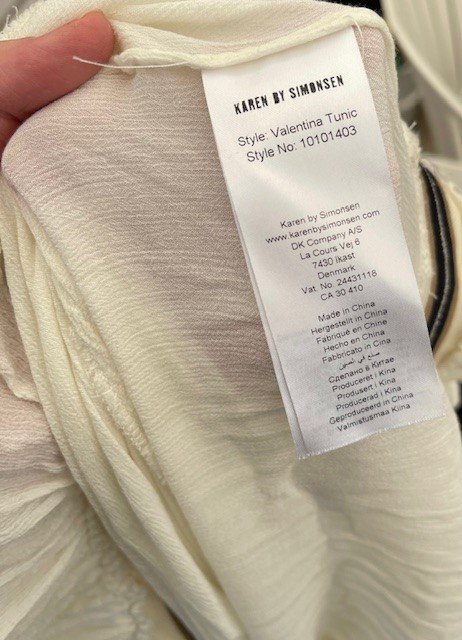 KAREN BY SIMONSEN
Style: Valentina Tunic
Style No: 10101403
Karen by Simonsen
www.karenbysimonsen.com
DK Company A/S
La Cours Vej 6
7430 Ikast
Denmark
Vat. No. 24431118
CA 30 410
Made in China
Hergestellt in China
Fabriqué en Chine
Hecho en China
Fabbricato in Cina
صنع في الصين
Сделано в Китае
Produceret i Kina
Produsert i Kina
Producerad i Kina
Geproduceerd in China
Valmistusmaa Kiina